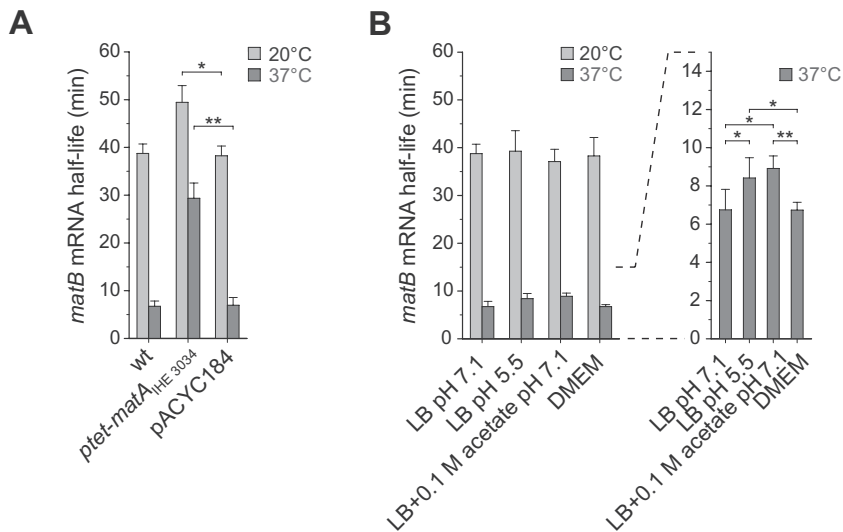 A
matB mRNA half-life (min)
60
50
40
30
20
10
0
20°C
37°C
*
**
wt
ptet-matA IHE 3034
pACYC184
B
matB mRNA half-life (min)
60
50
40
30
20
10
0
20°C
37°C
LB pH 7.1
LB pH 5.5
LB+0.1 M acetate pH 7.1
DMEM
14
12
10
8
6
4
2
0
37°C
*
*
*
**
LB pH 7.1
LB pH 5.5
LB+0.1 M acetate pH 7.1
DMEM